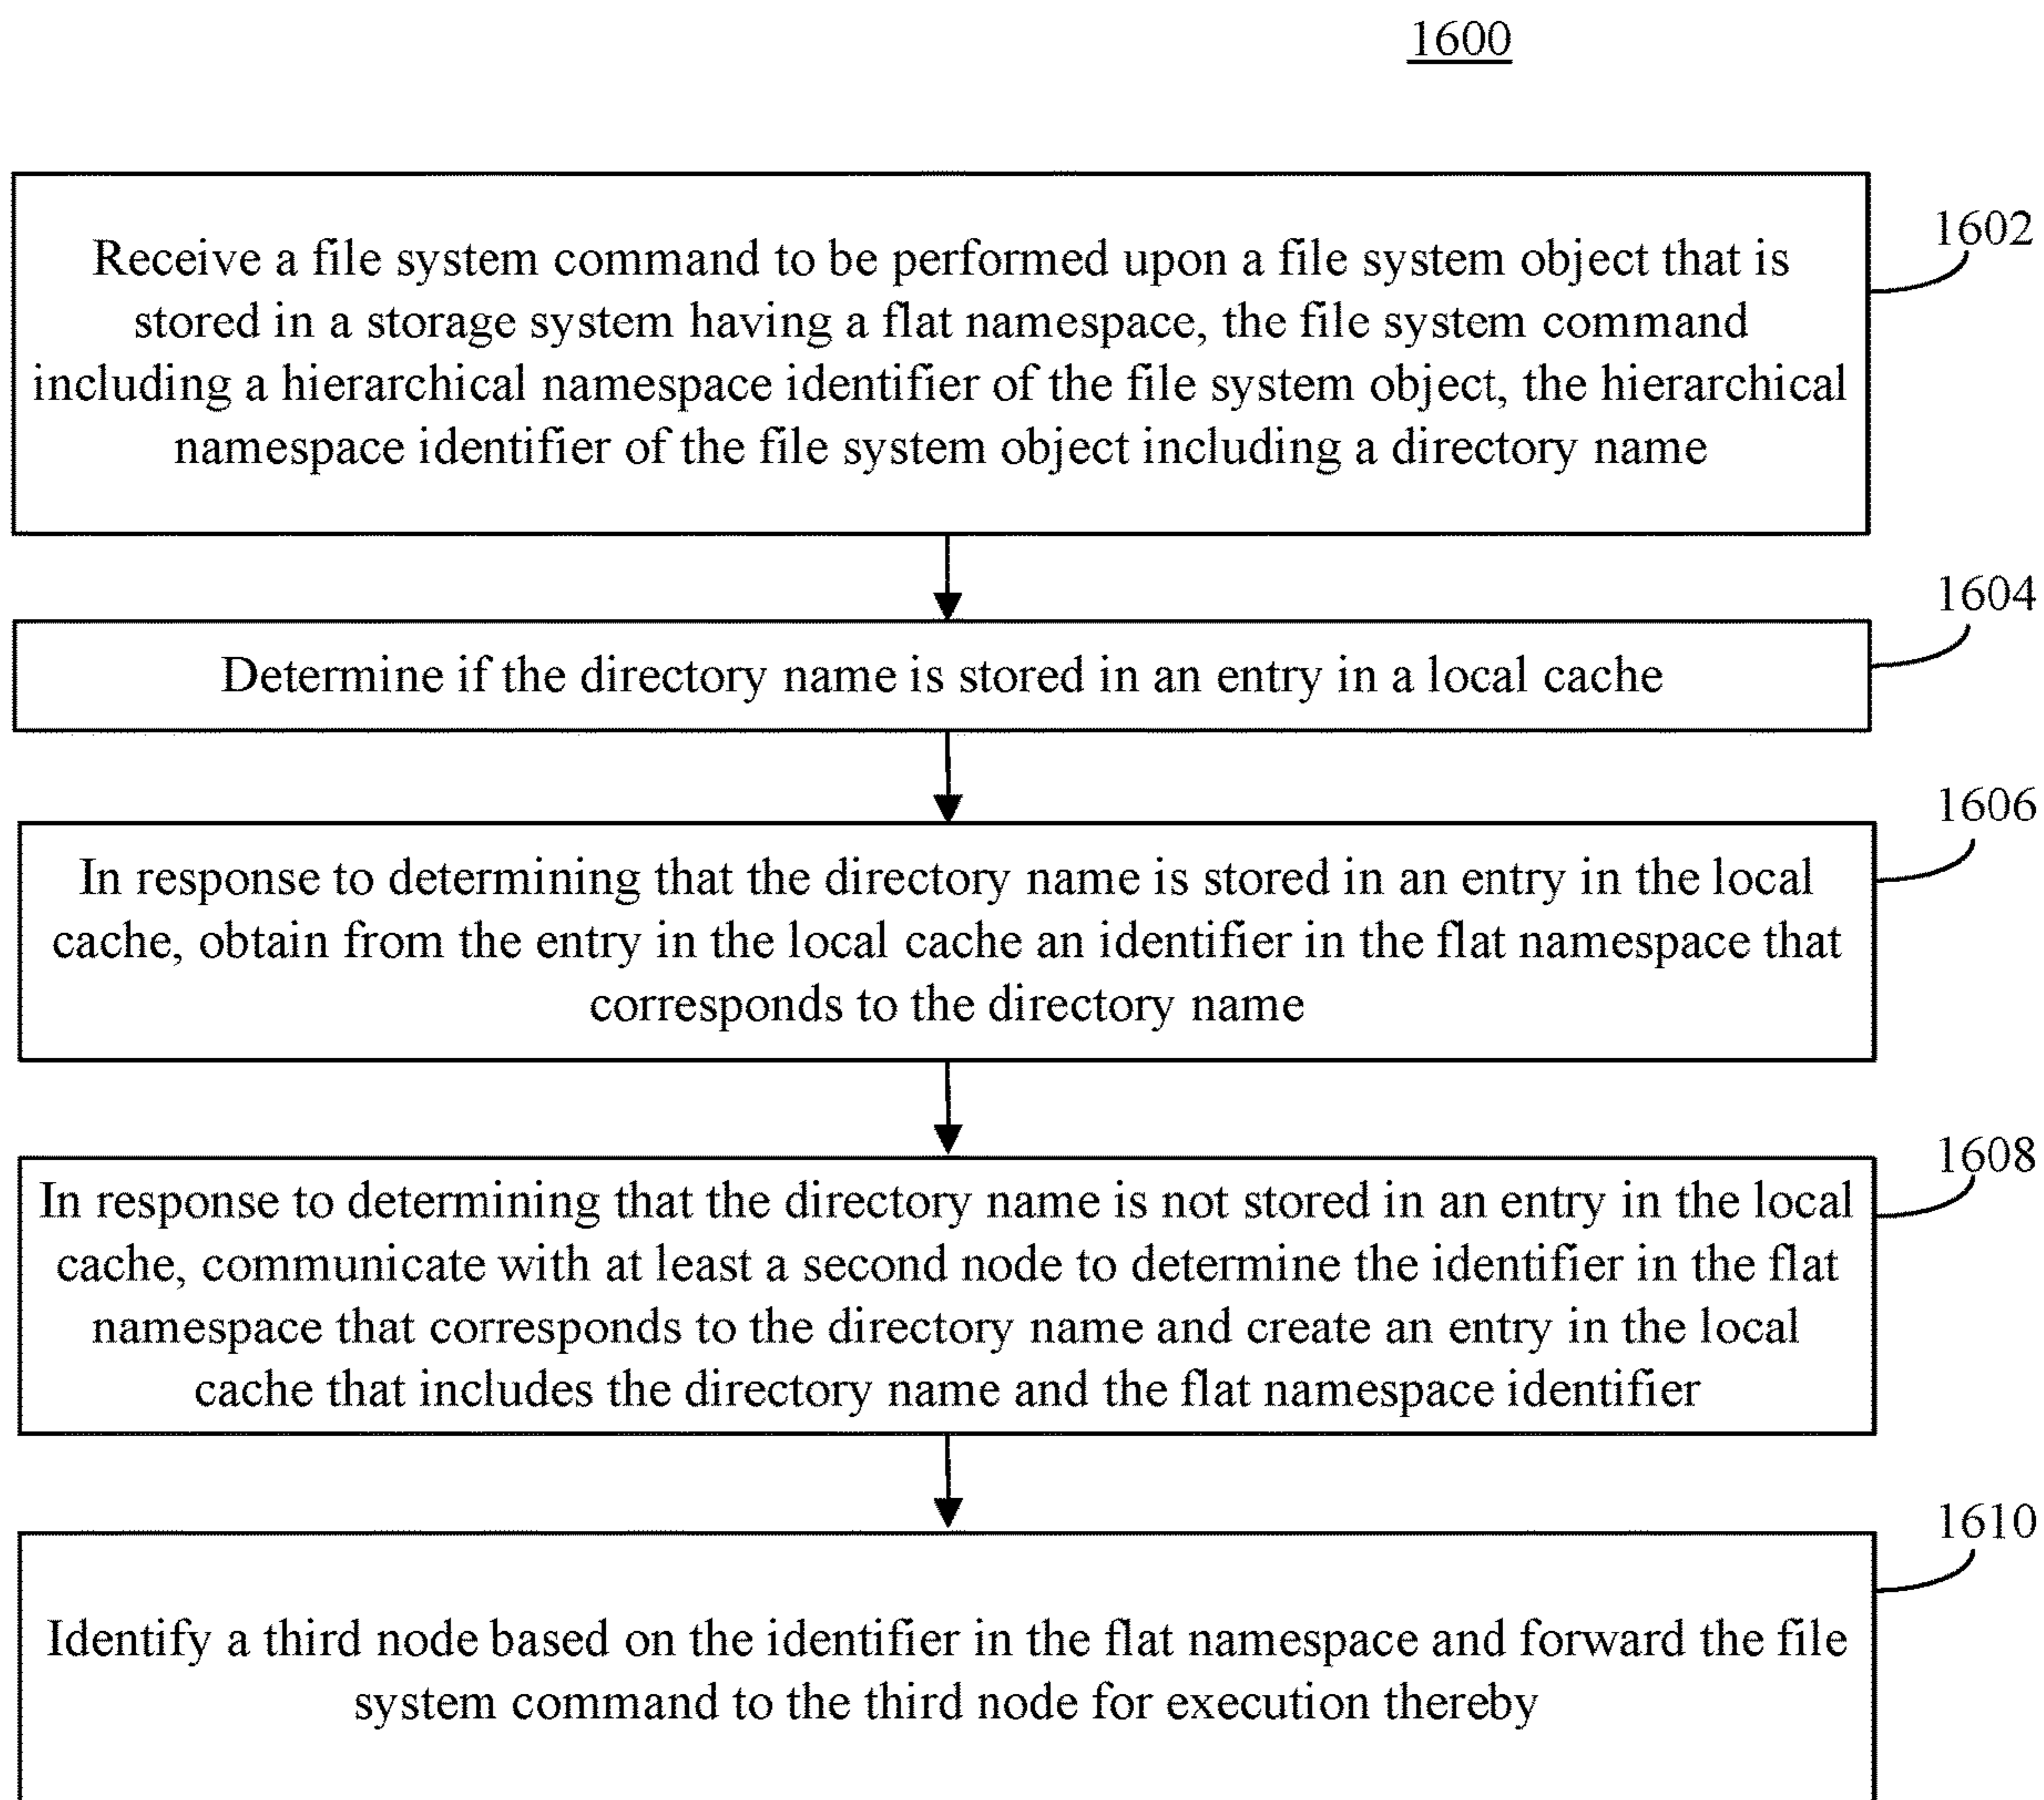 1600
1602
Receive a file system command to be performed upon a file system object that is
stored in a storage system having a flat namespace, the file system command
including a hierarchical namespace identifier of the file system object, the hierarchical
namespace identifier of the file system object including a directory name
1604
Determine if the directory name is stored in an entry in a local cache
1606
In response to determining that the directory name is stored in an entry in the local
cache, obtain from the entry in the local cache an identifier in the flat namespace that
corresponds to the directory name
1608
In response to determining that the directory name is not stored in an entry in the local
cache, communicate with at least a second node to determine the identifier in the flat
namespace that corresponds to the directory name and create an entry in the local
cache that includes the directory name and the flat namespace identifier
1610
Identify a third node based on the identifier in the flat namespace and forward the file
system command to the third node for execution thereby